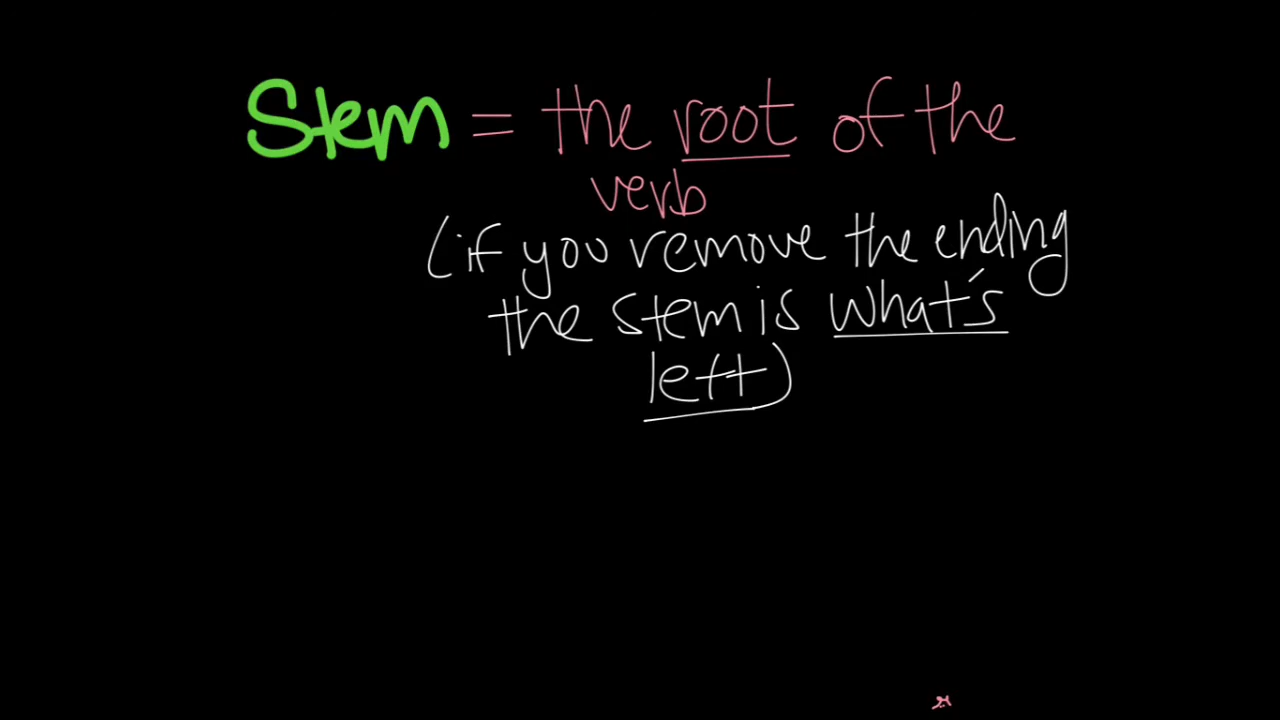 Stem = the root of the
verb
(if you remove the ending
the stem is what's
left)